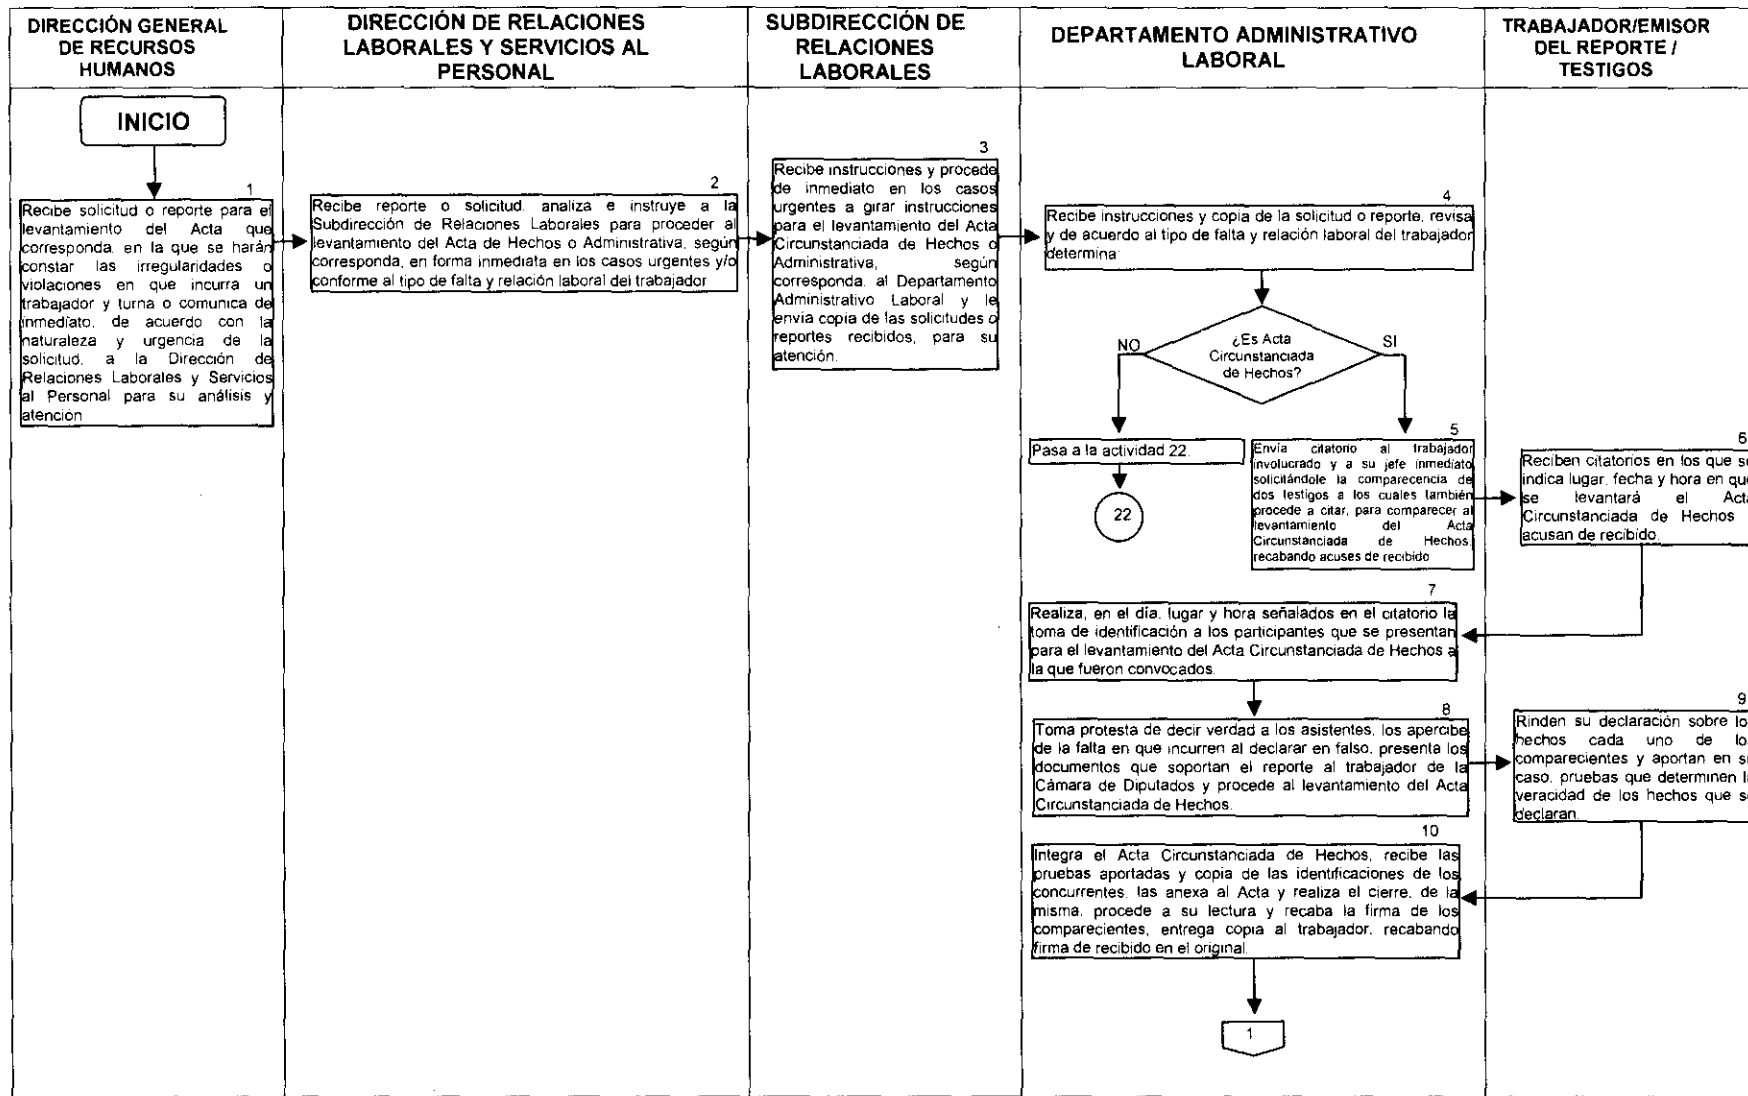 DIRECCIÓN GENERAL
DE RECURSOS
HUMANOS
DIRECCIÓN DE RELACIONES
LABORALES Y SERVICIOS AL
PERSONAL
SUBDIRECCIÓN DE
RELACIONES
LABORALES
DEPARTAMENTO ADMINISTRATIVO
LABORAL
TRABAJADOR/EMISOR
DEL REPORTE /
TESTIGOS
INICIO
1
Recibe solicitud o reporte para el
levantamiento del Acta que
corresponda, en la que se harán
constar las irregularidades o
violaciones en que incurra un
trabajador y turna o comunica de
inmediato, de acuerdo con la
naturaleza y urgencia de la
solicitud, a la Dirección de
Relaciones Laborales y Servicios
al Personal para su análisis y
atención
2
Recibe reporte o solicitud, analiza e instruye a la
Subdirección de Relaciones Laborales para proceder al
levantamiento del Acta de Hechos o Administrativa, según
corresponda, en forma inmediata en los casos urgentes y/o
conforme al tipo de falta y relación laboral del trabajador
3
Recibe instrucciones y procede
de inmediato en los casos
urgentes a girar instrucciones
para el levantamiento del Acta
Circunstanciada de Hechos o
Administrativa, según
corresponda, al Departamento
Administrativo Laboral y le
envía copia de las solicitudes o
reportes recibidos, para su
atención.
4
Recibe instrucciones y copia de la solicitud o reporte, revisa
y de acuerdo al tipo de falta y relación laboral del trabajador
determina
¿Es Acta
Circunstanciada
de Hechos?
NO
SI
Pasa a la actividad 22.
22
5
Envía citatorio al trabajador
involucrado y a su jefe inmediato
solicitándole la comparecencia de
dos testigos a los cuales también
procede a citar, para comparecer al
levantamiento del Acta
Circunstanciada de Hechos,
recabando acuses de recibido
6
Reciben citatorios en los que se
indica lugar, fecha y hora en que
se levantará el Acta
Circunstanciada de Hechos
acusan de recibido.
7
Realiza, en el día, lugar y hora señalados en el citatorio la
toma de identificación a los participantes que se presentan
para el levantamiento del Acta Circunstanciada de Hechos a
la que fueron convocados.
8
Toma protesta de decir verdad a los asistentes, los apercibe
de la falta en que incurren al declarar en falso, presenta los
documentos que soportan el reporte al trabajador de la
Cámara de Diputados y procede al levantamiento del Acta
Circunstanciada de Hechos.
9
Rinden su declaración sobre lo
hechos cada uno de lo
comparecientes y aportan en su
caso, pruebas que determinen l
veracidad de los hechos que se
declaran.
10
Integra el Acta Circunstanciada de Hechos, recibe las
pruebas aportadas y copia de las identificaciones de los
concurrentes, las anexa al Acta y realiza el cierre, de la
misma, procede a su lectura y recaba la firma de los
comparecientes, entrega copia al trabajador, recabando
firma de recibido en el original.
1